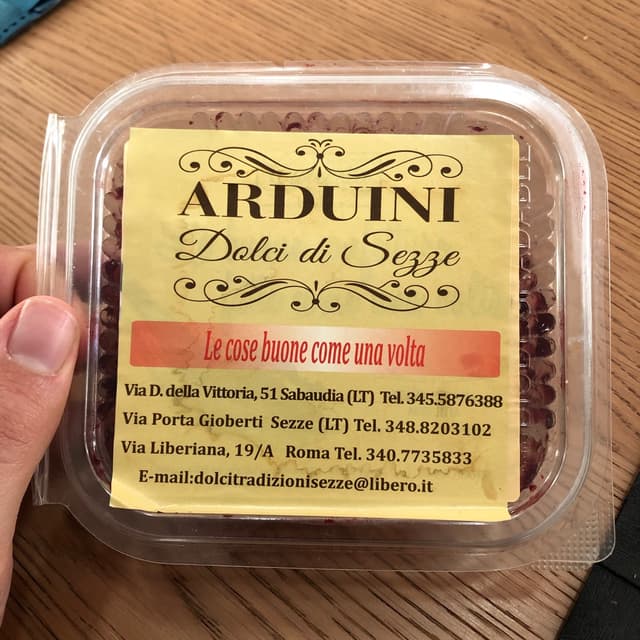 ARDUINI
Dolci di Sezze
Le cose buone come una volta
Via D. della Vittoria, 51 Sabaudia (LT) Tel. 345.5876388
Via Porta Gioberti Sezze (LT) Tel. 348.8203102
Via Liberiana, 19/A Roma Tel. 340.7735833
E-mail:dolcitradizionisezze@libero.it